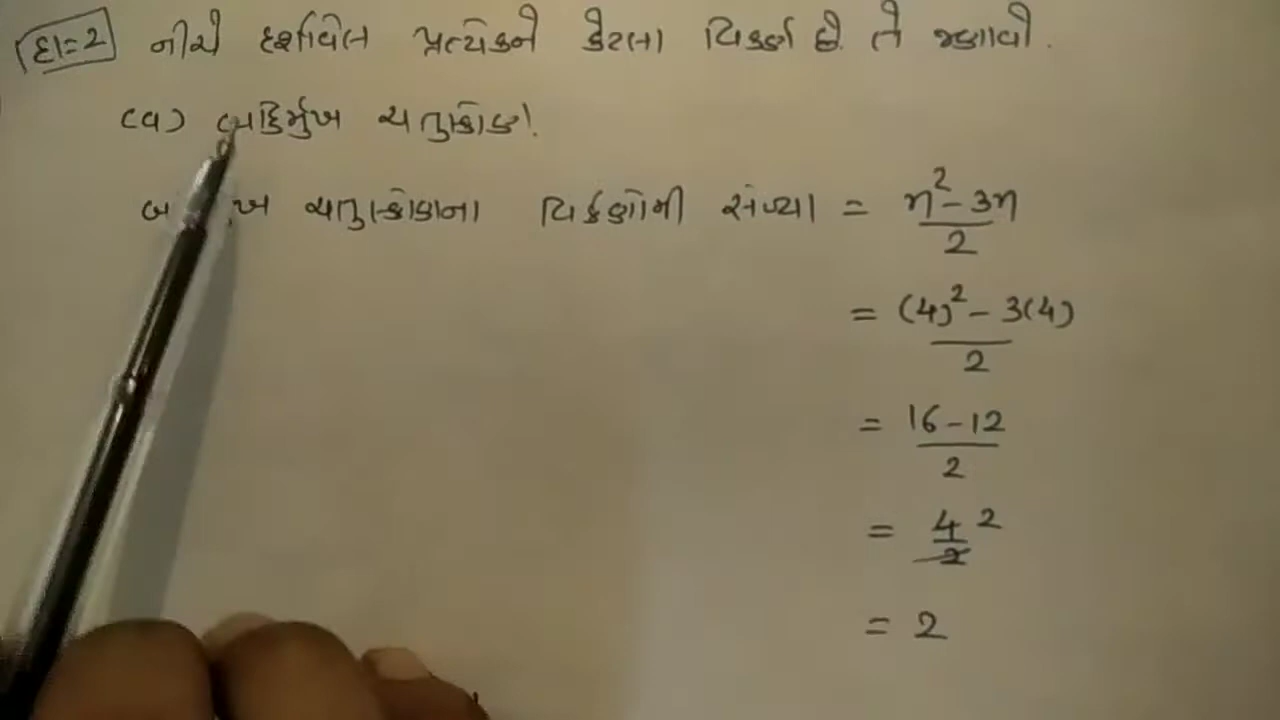 દા=2 નીચે દર્શાવેલ પ્રત્યેકને કેટલા વિકર્ણ છે તે જણાવો.
(a) બહિર્મુખ ચતુષ્કોણ.
બ ખ ચતુષ્કોણના વિકર્ણોની સંખ્યા = n² - 3n / 2
= (4)² - 3(4) / 2
= 16 - 12 / 2
= 4 / 2 2
= 2